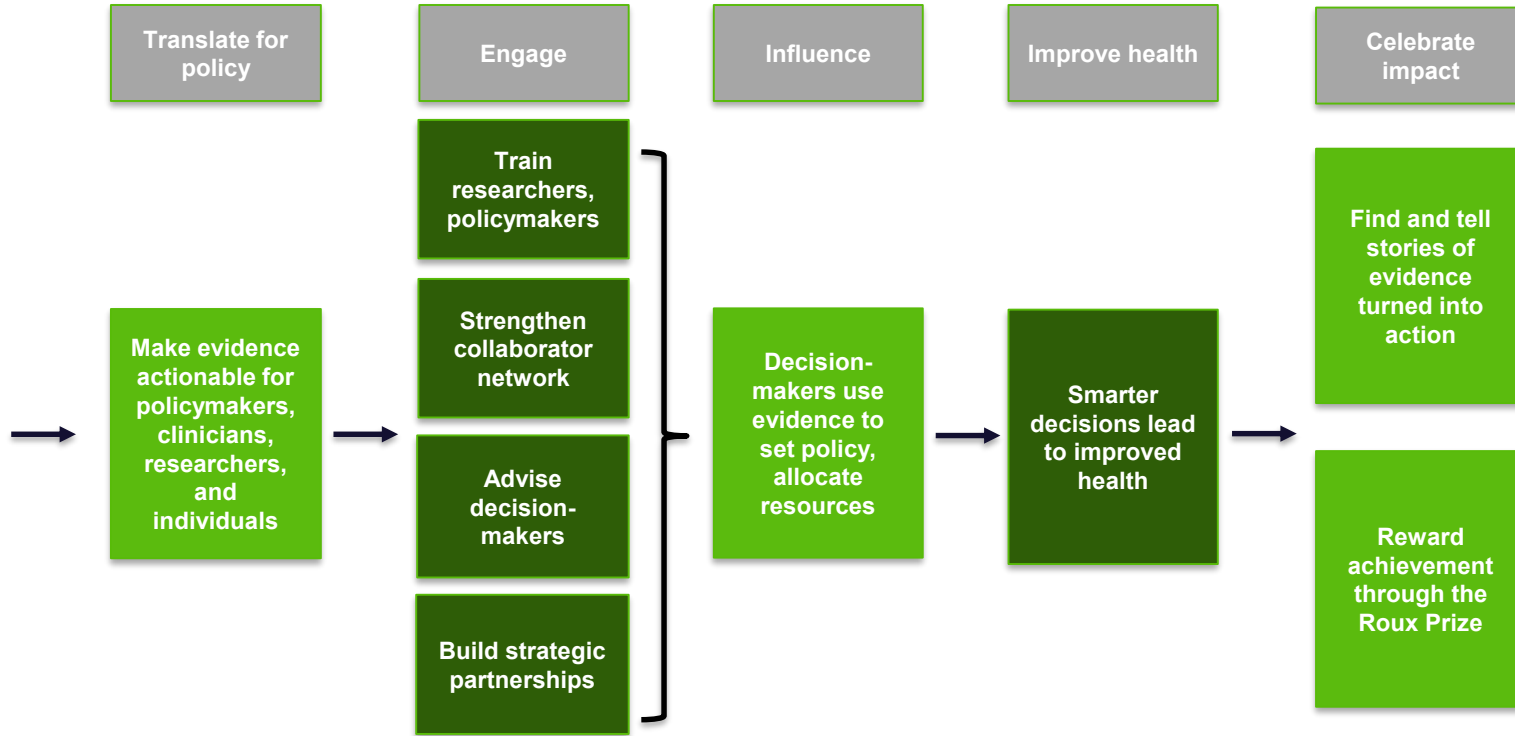 Translate for
policy
Engage
Influence
Improve health
Celebrate
impact
Make evidence
actionable for
policymakers,
clinicians,
researchers,
and
individuals
Train
researchers,
policymakers
Strengthen
collaborator
network
Advise
decision-
makers
Build strategic
partnerships
Decision-
makers use
evidence to
set policy,
allocate
resources
Smarter
decisions lead
to improved
health
Find and tell
stories of
evidence
turned into
action
Reward
achievement
through the
Roux Prize